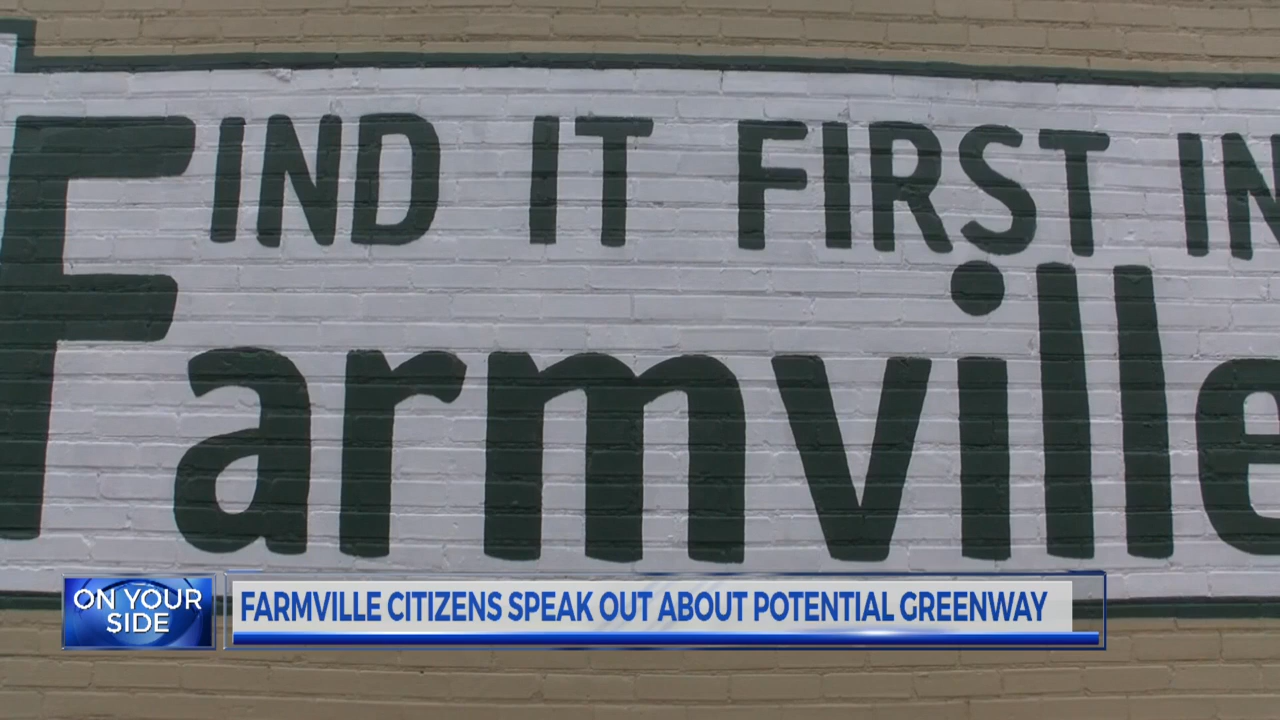 FIND IT FIRST IN
Farmville
ON YOUR
SIDE
FARMVILLE CITIZENS SPEAK OUT ABOUT POTENTIAL GREENWAY